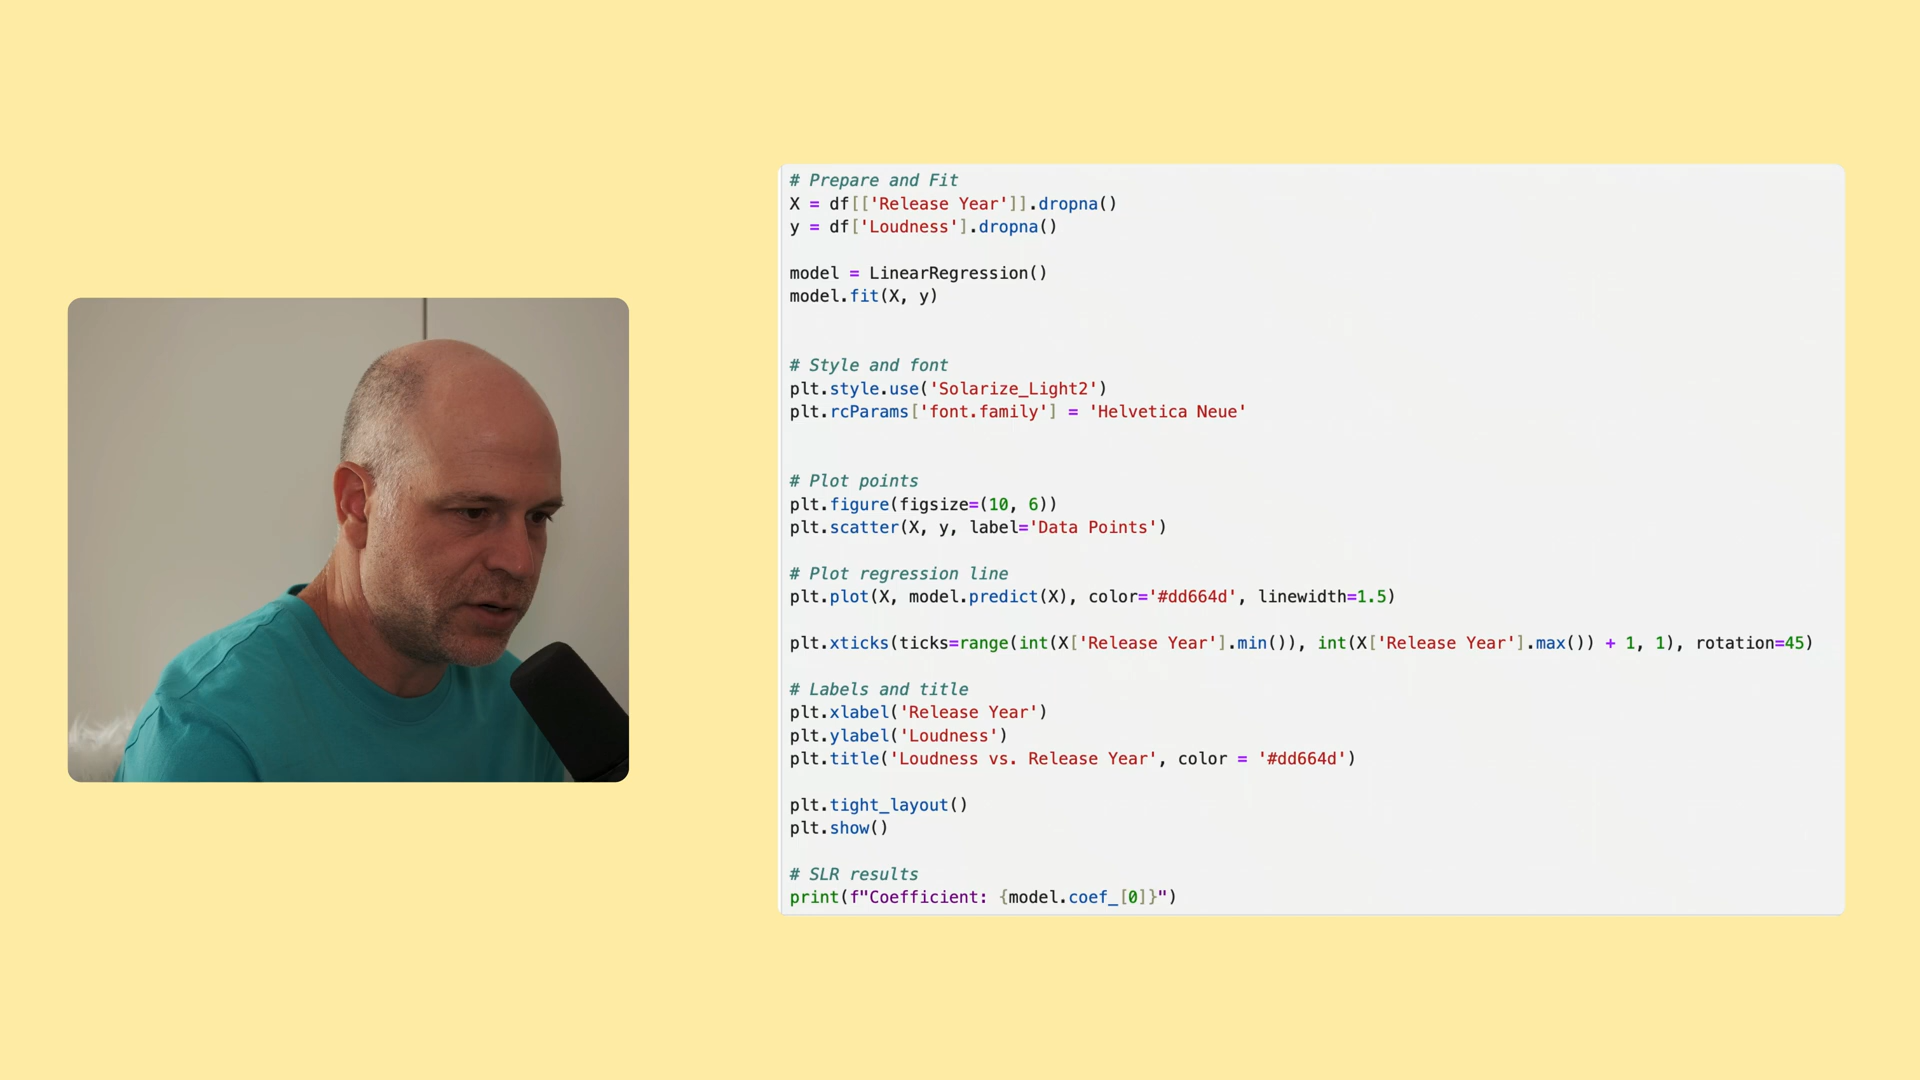 # Prepare and Fit
X = df[['Release Year']].dropna()
y = df['Loudness'].dropna()
model = LinearRegression()
model.fit(X, y)
# Style and font
plt.style.use('Solarize_Light2')
plt.rcParams['font.family'] = 'Helvetica Neue'
# Plot points
plt.figure(figsize=(10, 6))
plt.scatter(X, y, label='Data Points')
# Plot regression line
plt.plot(X, model.predict(X), color='#dd664d', linewidth=1.5)
plt.xticks(ticks=range(int(X['Release Year'].min()), int(X['Release Year'].max()) + 1, 1), rotation=45)
# Labels and title
plt.xlabel('Release Year')
plt.ylabel('Loudness')
plt.title('Loudness vs. Release Year', color = '#dd664d')
plt.tight_layout()
plt.show()
# SLR results
print(f"Coefficient: {model.coef_[0]}")